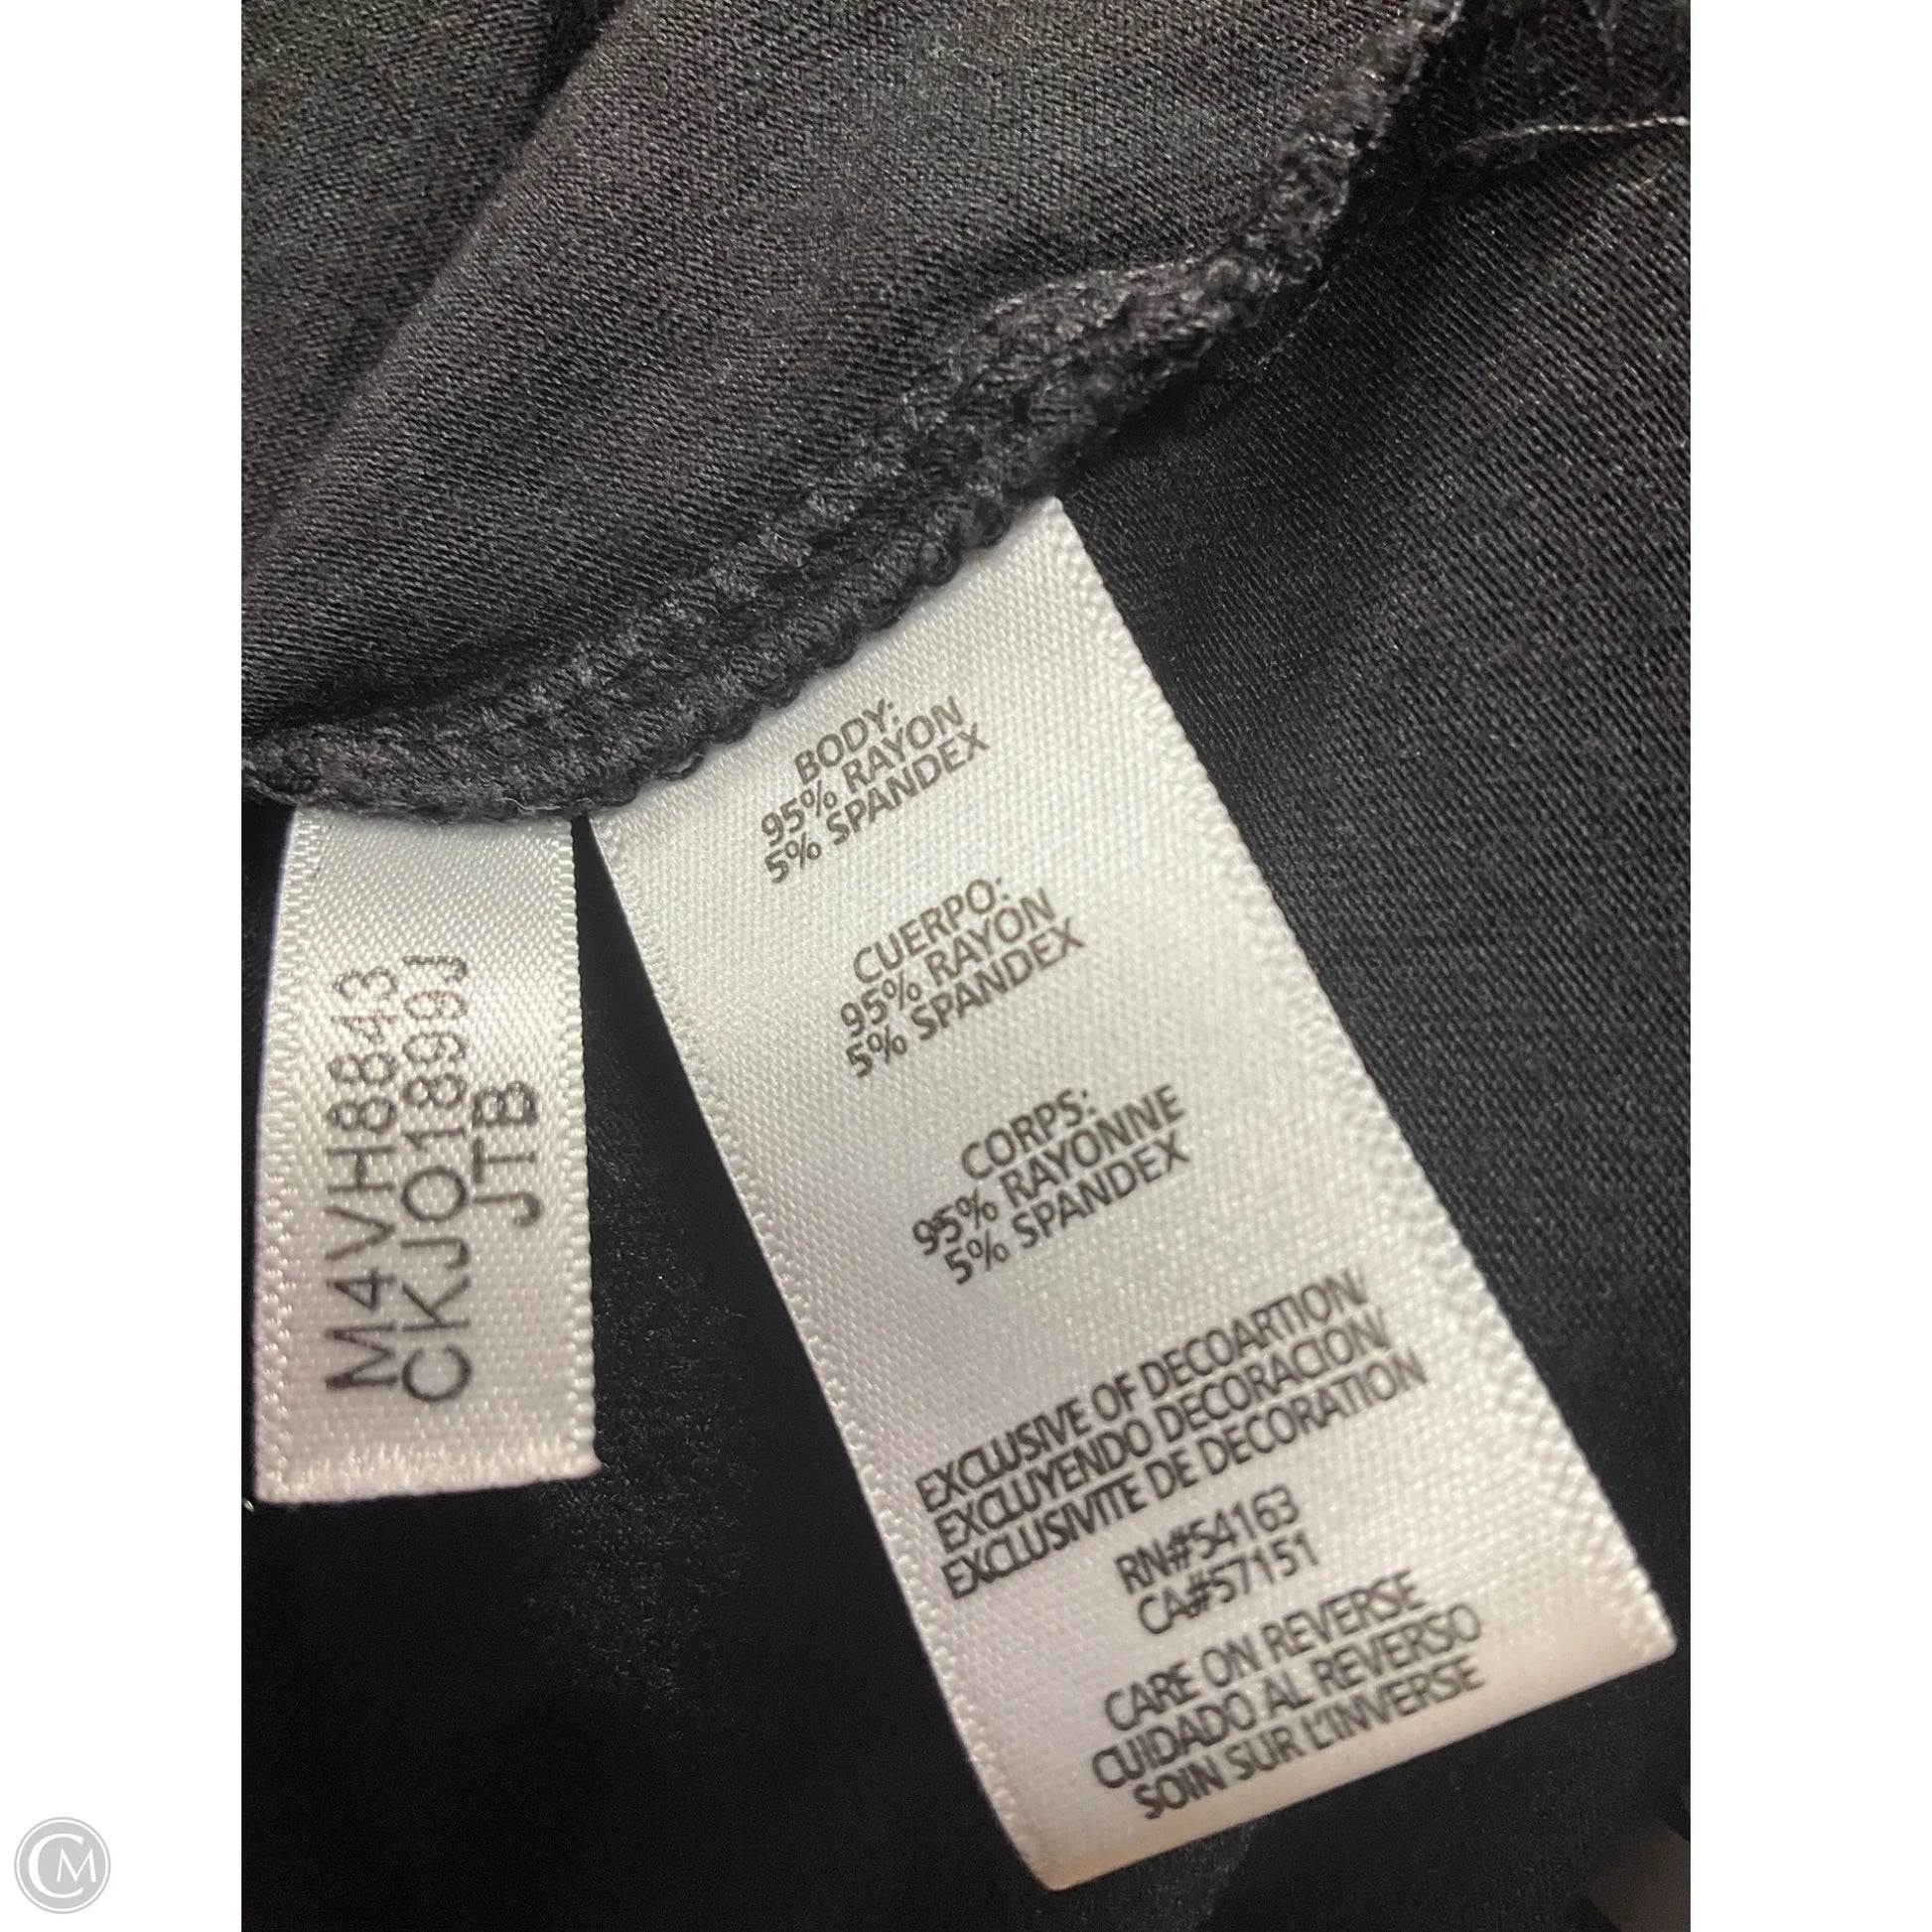 BODY:
95% RAYON
5% SPANDEX
CUERPO:
95% RAYON
5% SPANDEX
CORPS:
95% RAYONNE
5% SPANDEX
EXCLUSIVE OF DECOARTION/
EXCLUYENDO DECORACION/
EXCLUSIVITE DE DECORATION
RN#54163
CA#57151
CARE ON REVERSE
CUIDADO AL REVERSO
SOIN SUR L'INVERSE
M4VH8843
CKJO1899J
JTB
CM